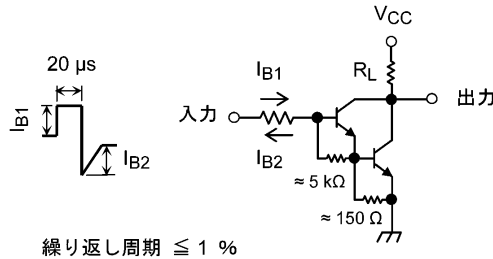 20 μs
IB1
IB2
入力
IB1
IB2
VCC
RL
出力
≈ 5 kΩ
≈ 150 Ω
繰り返し周期 ≦ 1 %